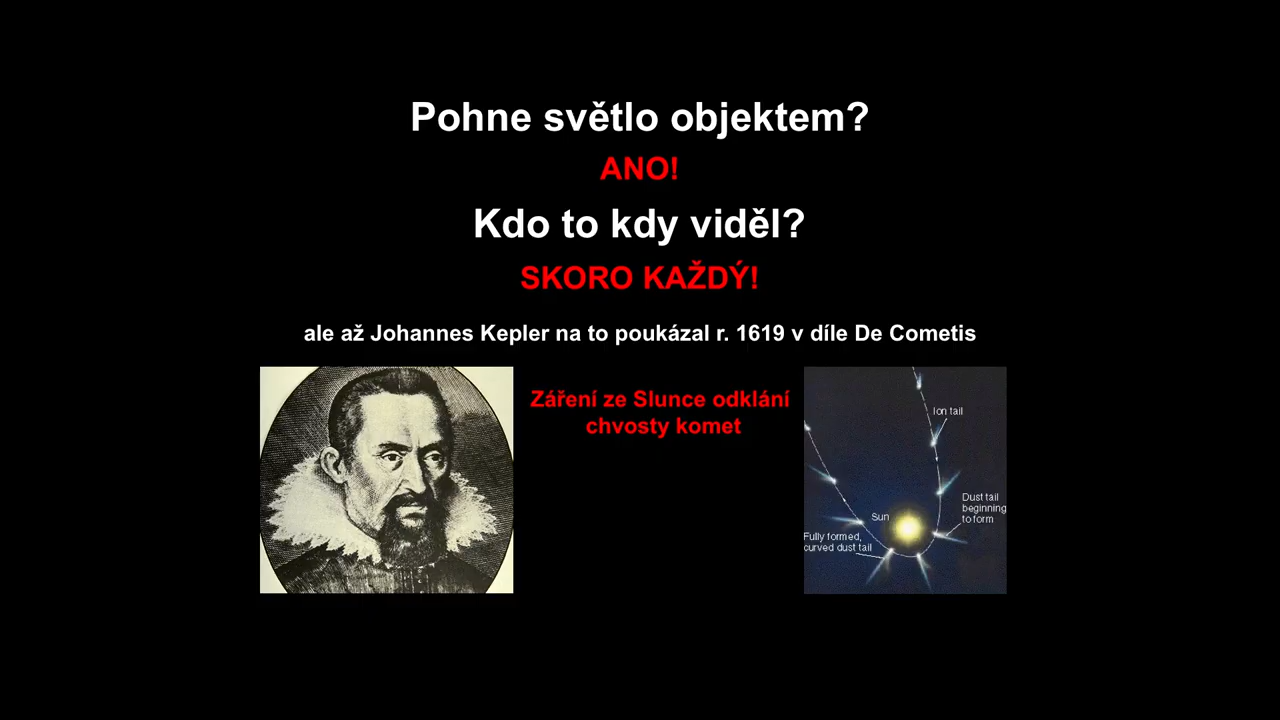 Pohne světlo objektem?
ANO!
Kdo to kdy viděl?
SKORO KAŽDÝ!
ale až Johannes Kepler na to poukázal r. 1619 v díle De Cometis
Záření ze Slunce odklání
chvosty komet
Ion tail
Dust tail
beginning
to form
Sun
Fully formed,
curved dust tail